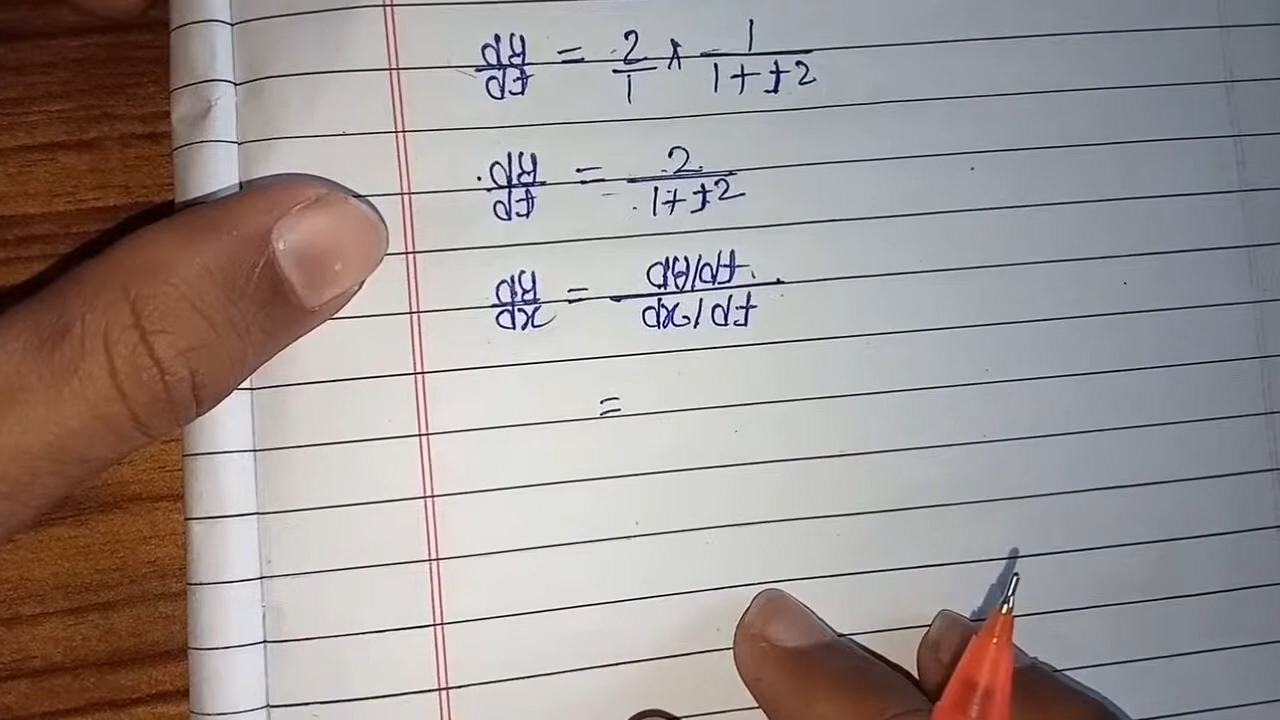 dy/dt = 2/1 × 1/1+t2
dy/dt = 2/1+t2
dy/dx = dy/dt/dx/dt
=